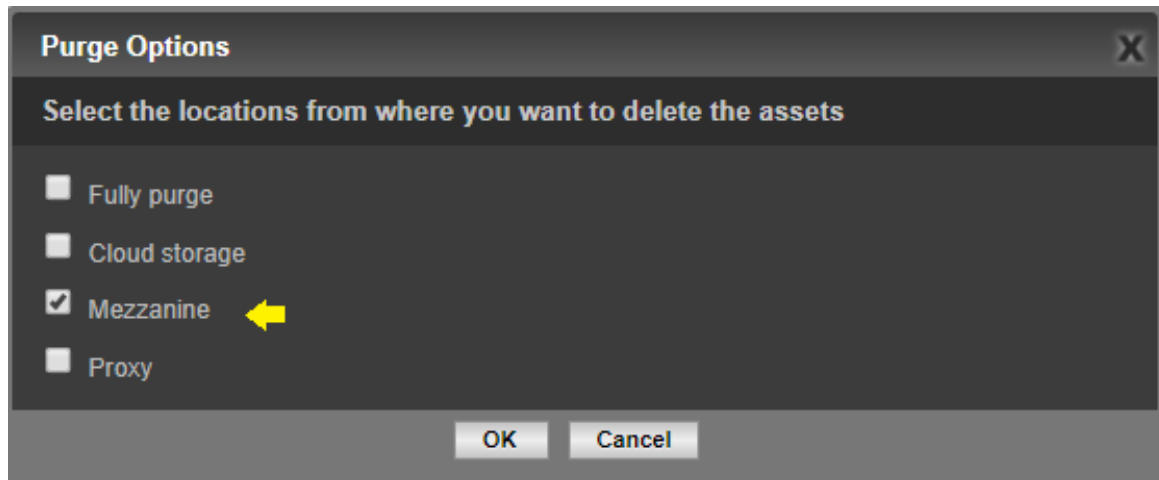 Purge Options
X
Select the locations from where you want to delete the assets
Fully purge
Cloud storage
Mezzanine
Proxy
OK Cancel